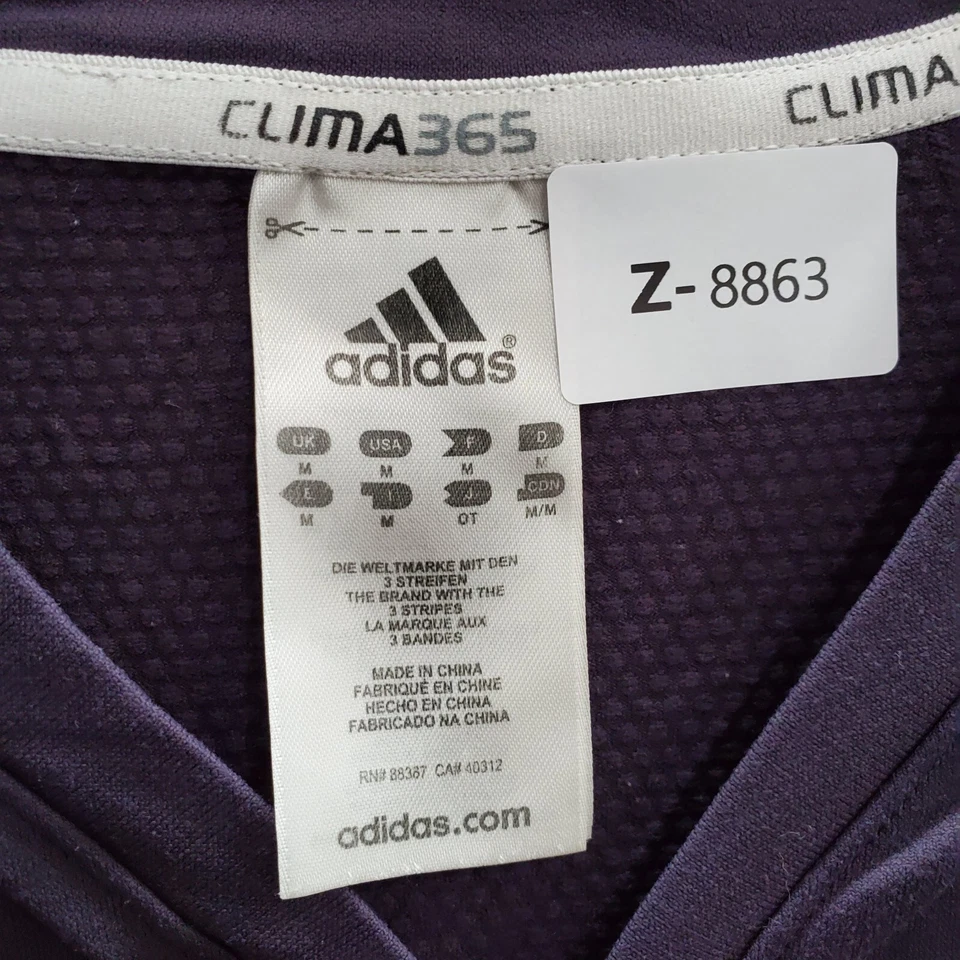 CLIMA365
CLIMA
Z-8863
adidas®
UK USA F D
M M M M
E I J CDN
M M OT M/M
DIE WELTMARKE MIT DEN
3 STREIFEN
THE BRAND WITH THE
3 STRIPES
LA MARQUE AUX
3 BANDES
MADE IN CHINA
FABRIQUÉ EN CHINE
HECHO EN CHINA
FABRICADO NA CHINA
RN# 88387 CA# 40312
adidas.com